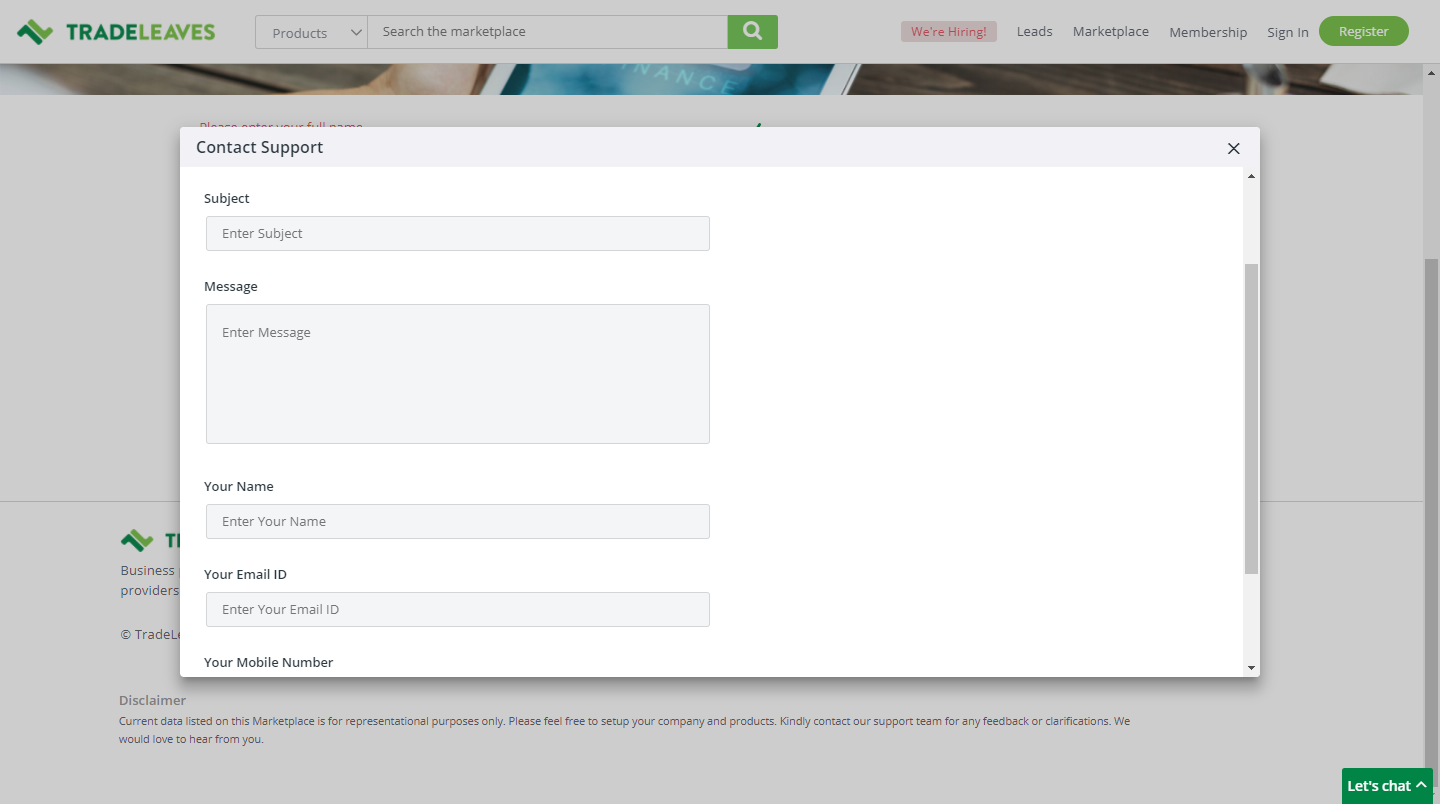 TRADELEAVES
Products
Search the marketplace
We're Hiring!
Leads
Marketplace
Membership
Sign In
Register
FINANCE
Please enter your full name
Contact Support
Subject
Enter Subject
Message
Enter Message
Your Name
Enter Your Name
Your Email ID
Enter Your Email ID
Your Mobile Number
Business
providers
© TradeLe
Disclaimer
Current data listed on this Marketplace is for representational purposes only. Please feel free to setup your company and products. Kindly contact our support team for any feedback or clarifications. We
would love to hear from you.
Let's chat